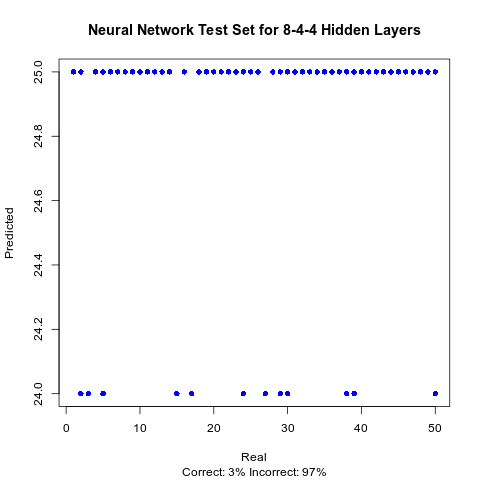 Neural Network Test Set for 8-4-4 Hidden Layers
Predicted
25.0
24.8
24.6
24.4
24.2
24.0
0 10 20 30 40 50
Real
Correct: 3% Incorrect: 97%